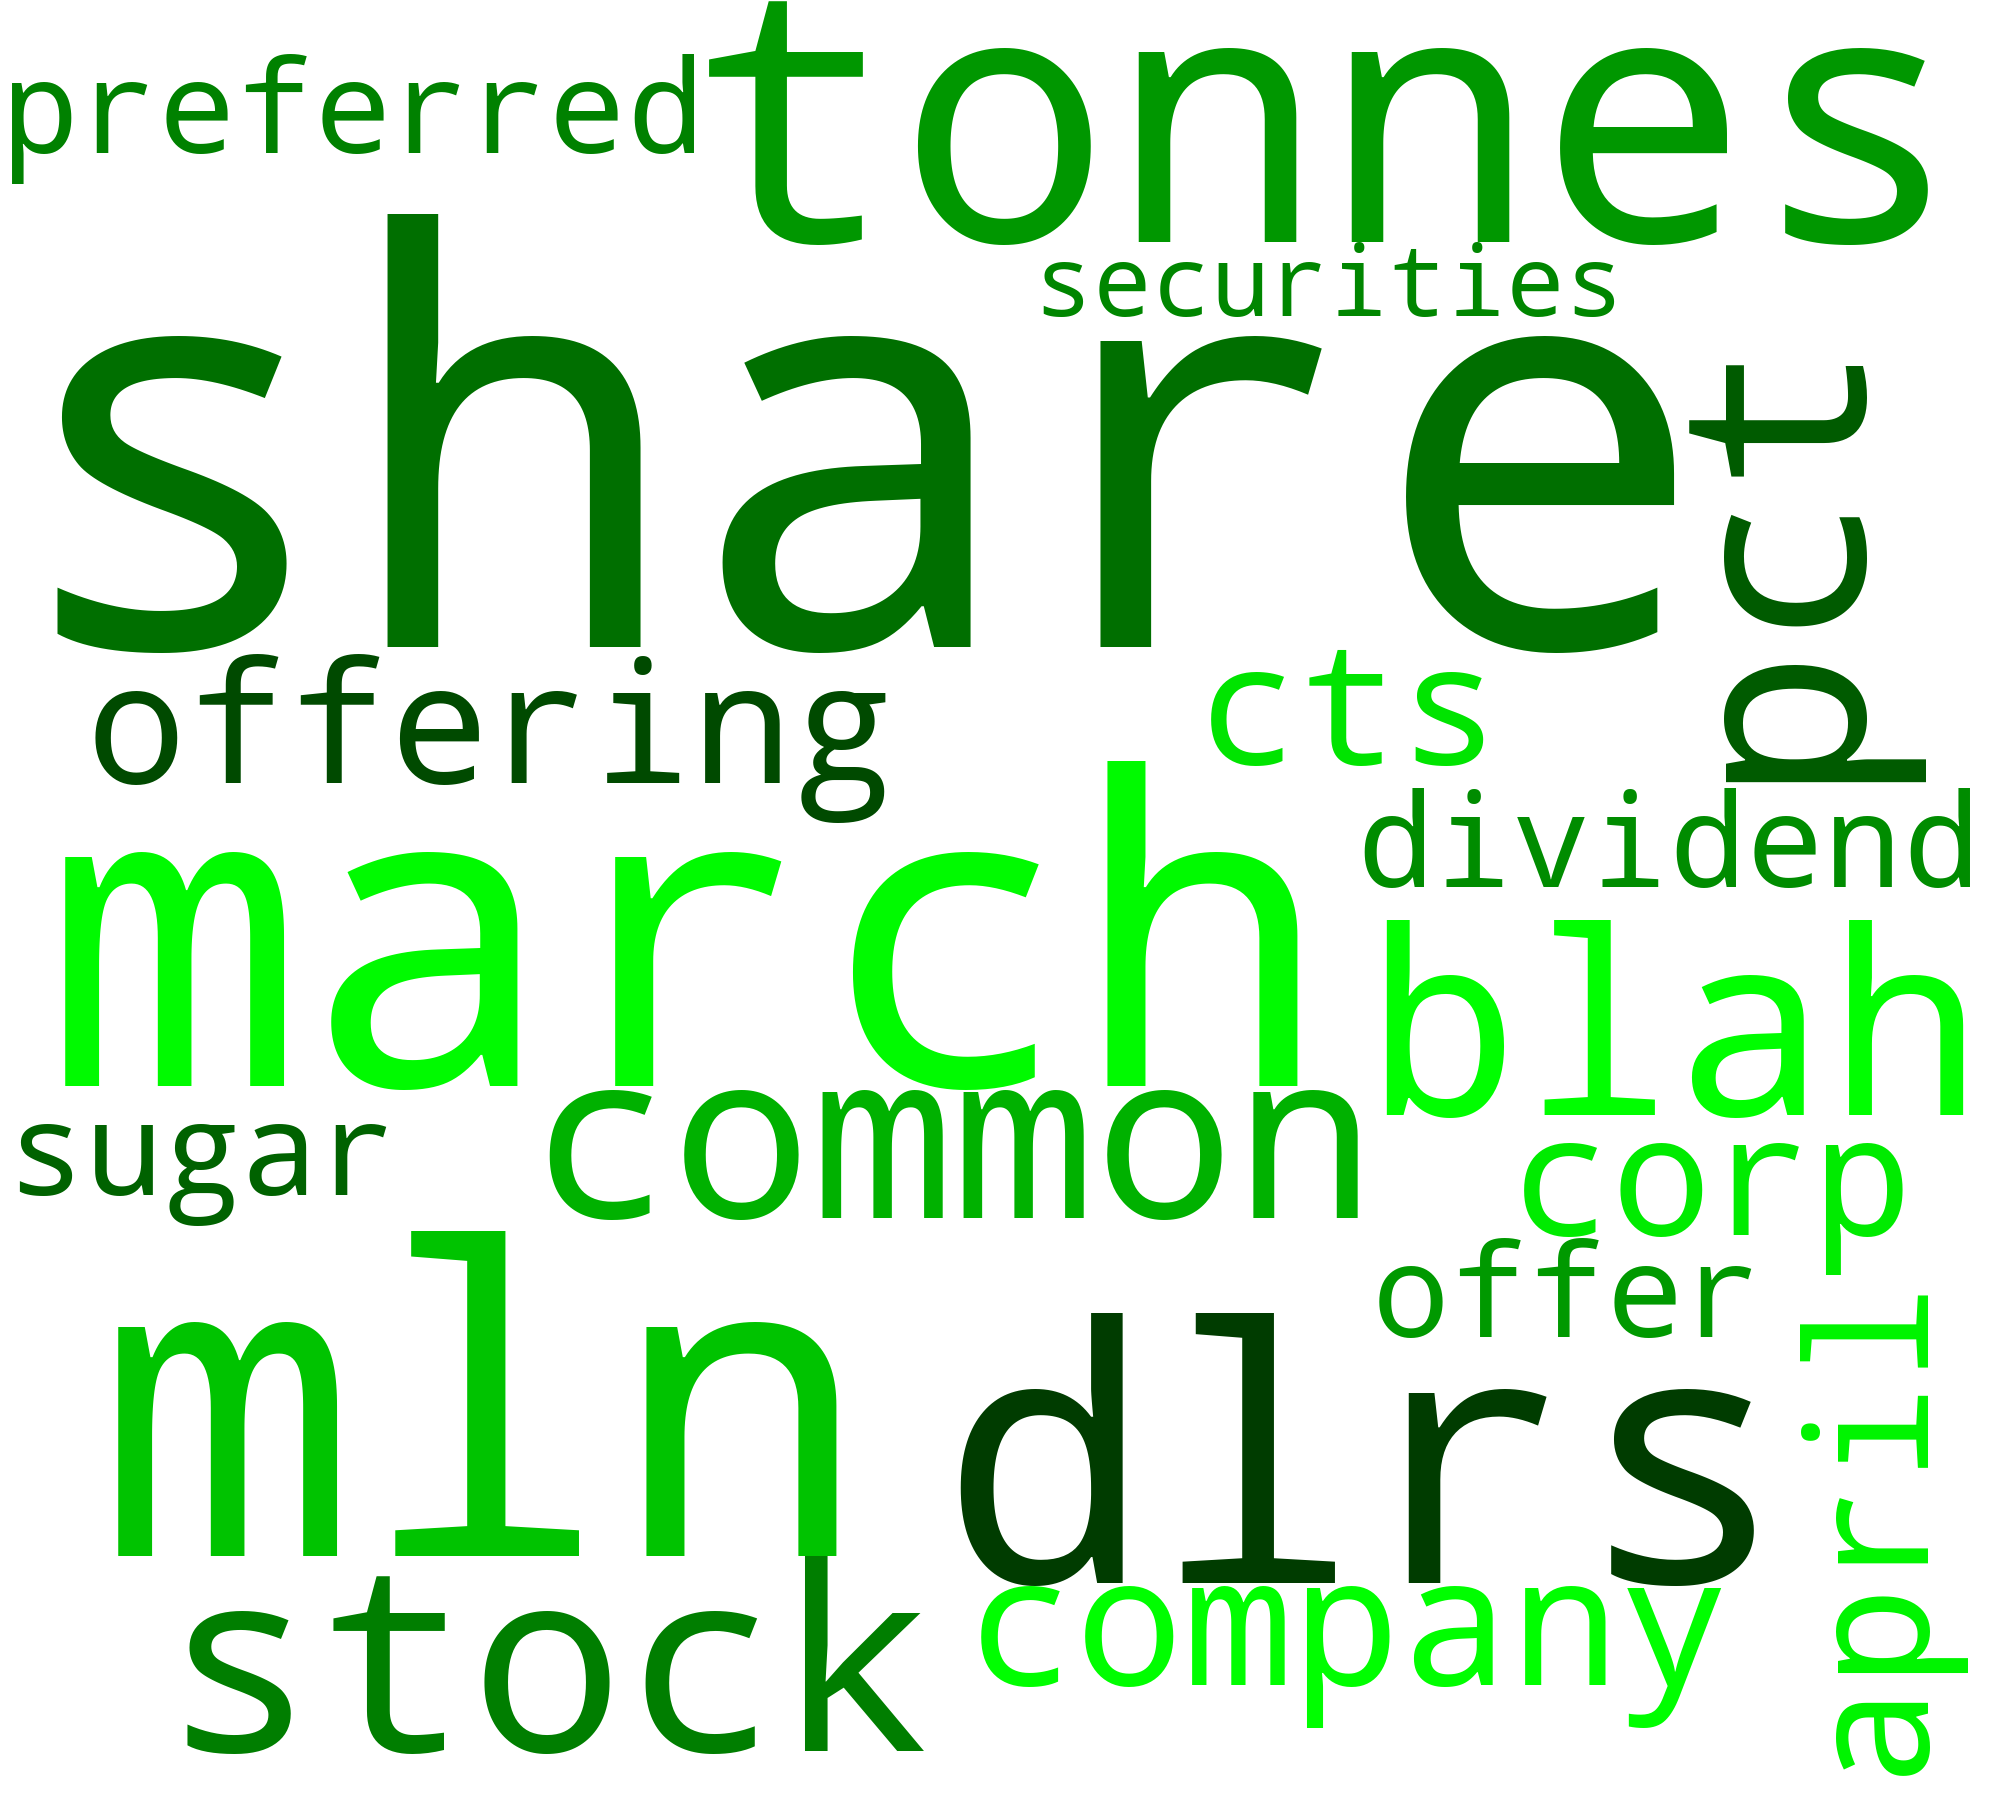 preferred tonnes
securities
share
pct
offering
cts
dividend
march
blah
sugar common
corp
offer
mln
dlrs
april
stock
company